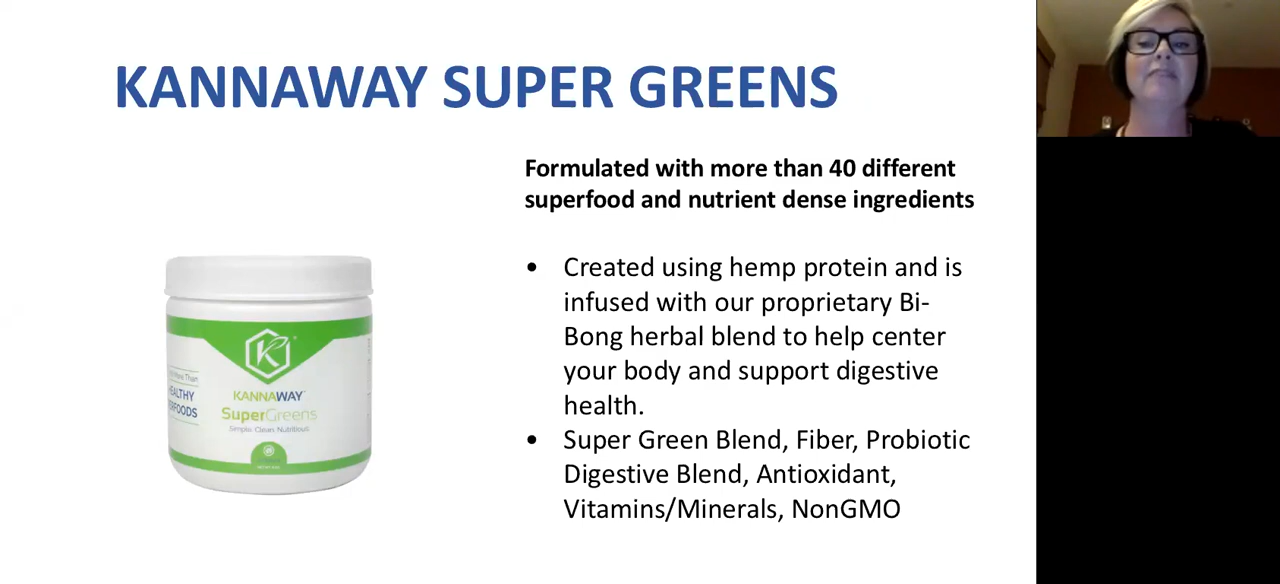 KANNAWAY SUPER GREENS
Formulated with more than 40 different
superfood and nutrient dense ingredients
• Created using hemp protein and is
infused with our proprietary Bi-
Bong herbal blend to help center
your body and support digestive
health.
• Super Green Blend, Fiber, Probiotic
Digestive Blend, Antioxidant,
Vitamins/Minerals, NonGMO
K
KANNAWAY
SuperGreens
Simple. Clean. Nutritious.